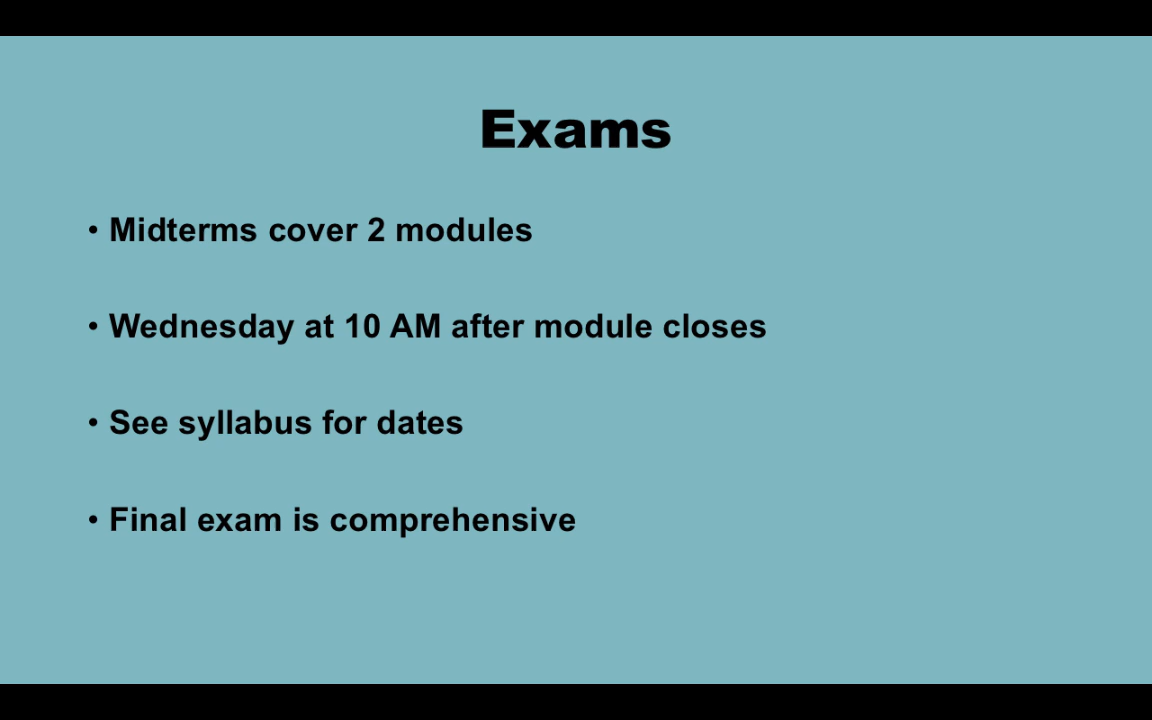 Exams
• Midterms cover 2 modules
• Wednesday at 10 AM after module closes
• See syllabus for dates
• Final exam is comprehensive